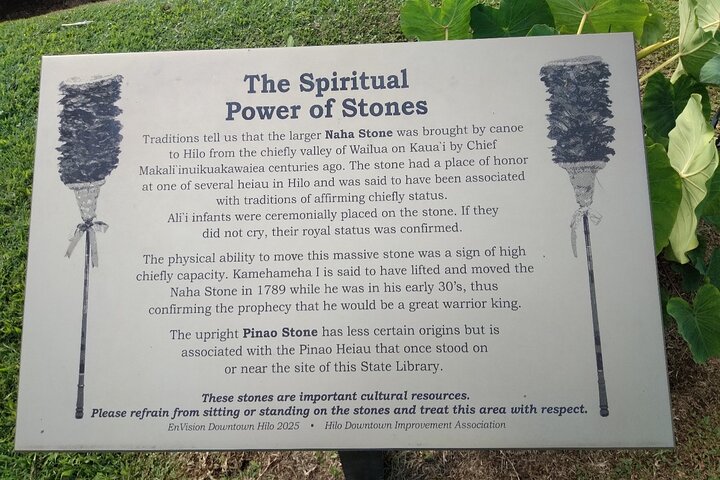 The Spiritual
Power of Stones
Traditions tell us that the larger Naha Stone was brought by canoe
to Hilo from the chiefly valley of Wailua on Kaua'i by Chief
Makali'inuikuakawaiea centuries ago. The stone had a place of honor
at one of several heiau in Hilo and was said to have been associated
with traditions of affirming chiefly status.
Ali'i infants were ceremonially placed on the stone. If they
did not cry, their royal status was confirmed.
The physical ability to move this massive stone was a sign of high
chiefly capacity. Kamehameha I is said to have lifted and moved the
Naha Stone in 1789 while he was in his early 30's, thus
confirming the prophecy that he would be a great warrior king.
The upright Pinao Stone has less certain origins but is
associated with the Pinao Heiau that once stood on
or near the site of this State Library.
These stones are important cultural resources.
Please refrain from sitting or standing on the stones and treat this area with respect.
EnVision Downtown Hilo 2025 • Hilo Downtown Improvement Association